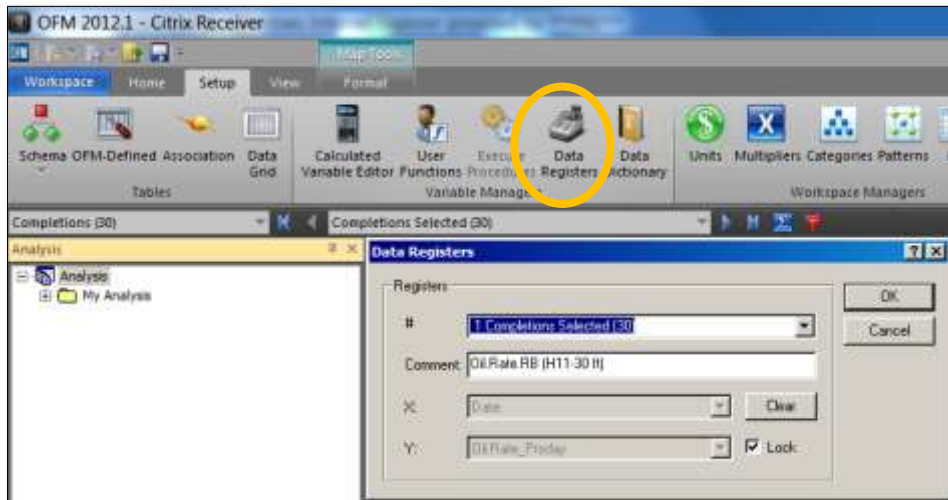 OFM 2012.1 - Citrix Receiver
Map Tools
Workspace Home Setup View Format
Schema OFM-Defined Association Data Grid Calculated Variable Editor User Functions Execute Procedures Data Registers Data Dictionary Units Multipliers Categories Patterns
Tables Variable Managers Workspace Managers
Completions (30) Completions Selected (30)
Analysis Data Registers
Analysis
My Analysis
Registers
OK
# 1 Completions Selected (30
Cancel
Comment: Oil.Rate.RB (H11-30 ft)
X: Date Clear
Y: OilRate_Proday Lock